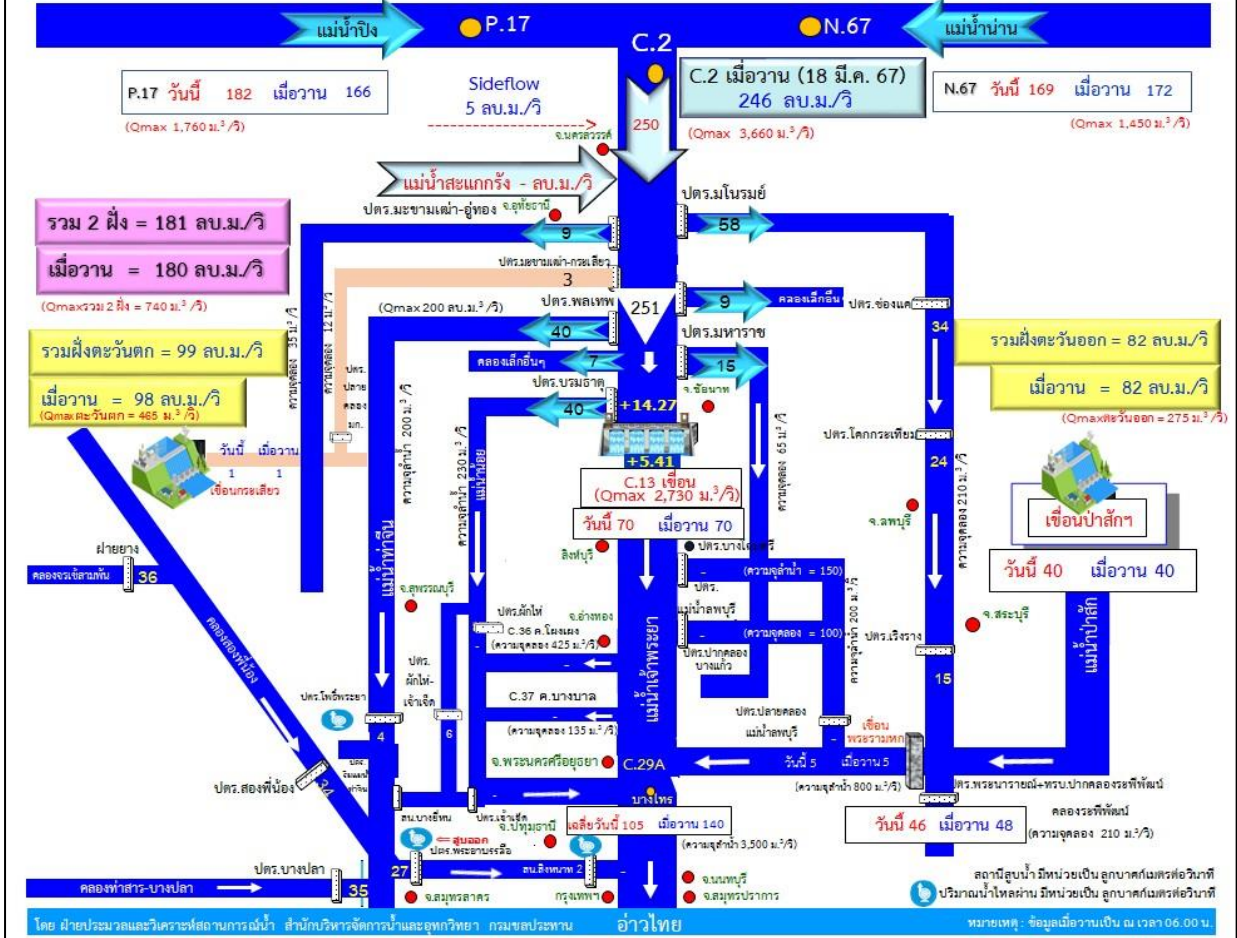 แม่น้ำปิง
P.17
C.2
N.67
แม่น้ำน่าน
P.17 วันนี้ 182 เมื่อวาน 166
(Qmax 1,760 ม.³/วิ)
Sideflow
5 ลบ.ม./วิ
จ.นครสวรรค์
250
C.2 เมื่อวาน (18 มี.ค. 67)
246 ลบ.ม./วิ
(Qmax 3,660 ม.³/วิ)
N.67 วันนี้ 169 เมื่อวาน 172
(Qmax 1,450 ม.³/วิ)
แม่น้ำสะแกกรัง - ลบ.ม./วิ
ปตร.มะขามเฒ่า-อู่ทอง
จ.อุทัยธานี
9
ปตร.มโนรมย์
58
รวม 2 ฝั่ง = 181 ลบ.ม./วิ
เมื่อวาน = 180 ลบ.ม./วิ
(Qmaxรวม 2 ฝั่ง = 740 ม.³/วิ)
ปตร.มะขามเฒ่า-กระเสียว
3
(Qmax 200 ลบ.ม.³/วิ)
ปตร.พลเทพ
40
251
9
คลองเล็กอื่น
ปตร.ช่องแค
34
ความจุคลอง 35 ม.³/วิ
ความจุคลอง 12 ม.³/วิ
รวมฝั่งตะวันตก = 99 ลบ.ม./วิ
เมื่อวาน = 98 ลบ.ม./วิ
(Qmaxตะวันตก = 465 ม.³/วิ)
ปตร.
ปลาย
คลอง
มก.
คลองเล็กอื่นๆ
7
ปตร.มหาราช
15
ปตร.บรมธาตุ
40
จ.ชัยนาท
+14.27
+5.41
รวมฝั่งตะวันออก = 82 ลบ.ม./วิ
เมื่อวาน = 82 ลบ.ม./วิ
(Qmaxตะวันออก = 275 ม.³/วิ)
วันนี้ เมื่อวาน
1 1
เขื่อนกระเสียว
ความจุลำน้ำ 200 ม.³/วิ
ความจุลำน้ำ 230 ม.³/วิ
แม่น้ำน้อย
ความจุคลอง 65 ม.³/วิ
ปตร.โคกกระเทียม
24
C.13 เขื่อน
(Qmax 2,730 ม.³/วิ)
วันนี้ 70 เมื่อวาน 70
สิงห์บุรี
จ.ลพบุรี
ความจุคลอง 210 ม.³/วิ
เขื่อนป่าสักฯ
วันนี้ 40 เมื่อวาน 40
ฝายยาง
คลองจรเข้สามพัน
36
แม่น้ำท่าจีน
จ.สุพรรณบุรี
(ความจุลำน้ำ = 150)
ปตร.
แม่น้ำลพบุรี
-
ปตร.ผักไห่
C.36 ค.โผงเผง
(ความจุคลอง 425 ม.³/วิ)
-
จ.อ่างทอง
(ความจุคลอง = 100)
-
ปตร.ปากคลอง
บางแก้ว
ความจุลำน้ำ 200 ม.³/วิ
ปตร.เริงราง
15
จ.สระบุรี
แม่น้ำป่าสัก
คลองสองพี่น้อง
ปตร.
ผักไห่-
เจ้าเจ็ด
6
C.37 ค.บางบาล
-
(ความจุคลอง 135 ม.³/วิ)
แม่น้ำเจ้าพระยา
ปตร.ปลายคลอง
แม่น้ำลพบุรี
-
ปตร.โพธิ์พระยา
4
เขื่อน
พระรามหก
จ.พระนครศรีอยุธยา
C.29A
วันนี้ 5 เมื่อวาน 5
(ความจุลำน้ำ 800 ม.³/วิ)
ปตร.สองพี่น้อง
34
บางไทร
ปตร.พระนารายณ์+ทรบ.ปากคลองระพีพัฒน์
สน.บางยี่หน
ปตร.เจ้าเจ็ด
จ.ปทุมธานี
เฉลี่ยวันนี้ 105 เมื่อวาน 140
(ความจุลำน้ำ 3,500 ม.³/วิ)
วันนี้ 46 เมื่อวาน 48
คลองระพีพัฒน์
(ความจุคลอง 210 ม.³/วิ)
⇐ สูบออก
ปตร.พระยาบรรลือ
27
สน.สิงหนาท 2
-
ปตร.บางปลา
คลองท่าสาร-บางปลา
35
จ.สมุทรสาคร
กรุงเทพฯ
จ.นนทบุรี
จ.สมุทรปราการ
สถานีสูบน้ำ มีหน่วยเป็น ลูกบาศก์เมตรต่อวินาที
ปริมาณน้ำไหลผ่าน มีหน่วยเป็น ลูกบาศก์เมตรต่อวินาที
โดย ฝ่ายประมวลและวิเคราะห์สถานการณ์น้ำ สำนักบริหารจัดการน้ำและอุทกวิทยา กรมชลประทาน
อ่าวไทย
หมายเหตุ : ข้อมูลเมื่อวานเป็น ณ เวลา 06.00 น.